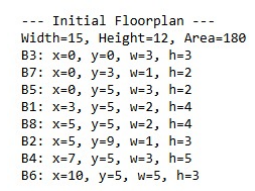 --- Initial Floorplan ---
Width=15, Height=12, Area=180
B3: x=0, y=0, w=3, h=3
B7: x=0, y=3, w=1, h=2
B5: x=0, y=5, w=3, h=2
B1: x=3, y=5, w=2, h=4
B8: x=5, y=5, w=2, h=4
B2: x=5, y=9, w=1, h=3
B4: x=7, y=5, w=3, h=5
B6: x=10, y=5, w=5, h=3